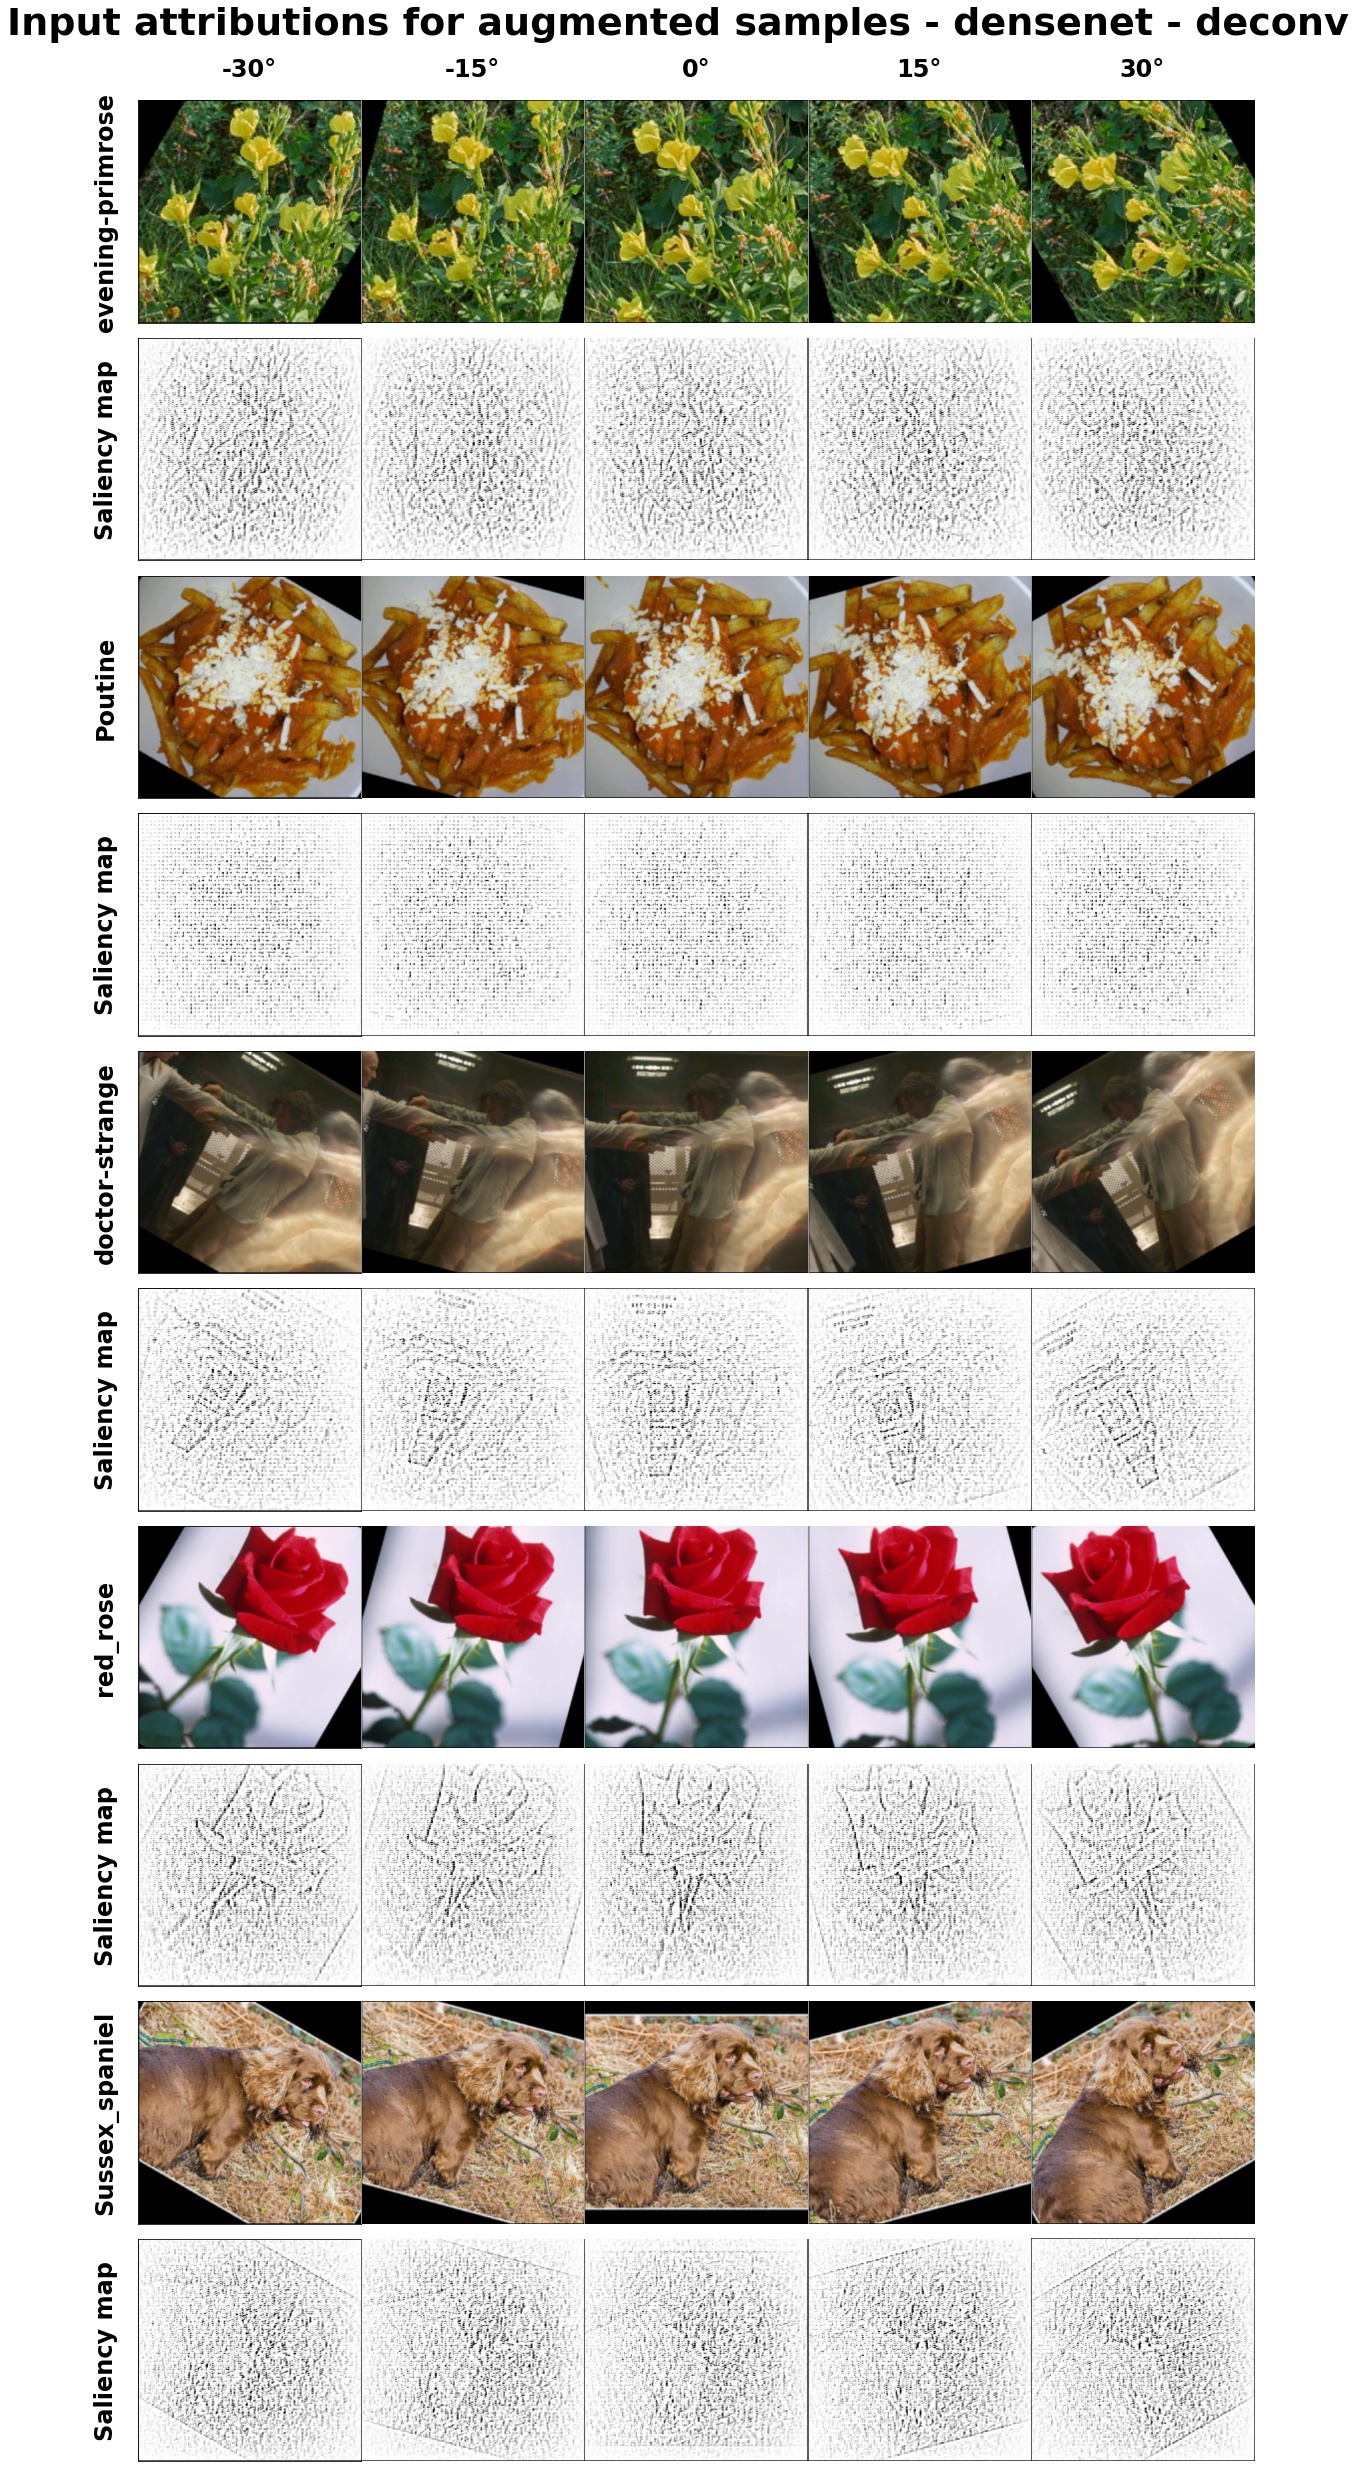 Input attributions for augmented samples - densenet - deconv
-30° -15° 0° 15° 30°
evening-primrose
Saliency map
Poutine
Saliency map
doctor-strange
Saliency map
red_rose
Saliency map
Sussex_spaniel
Saliency map